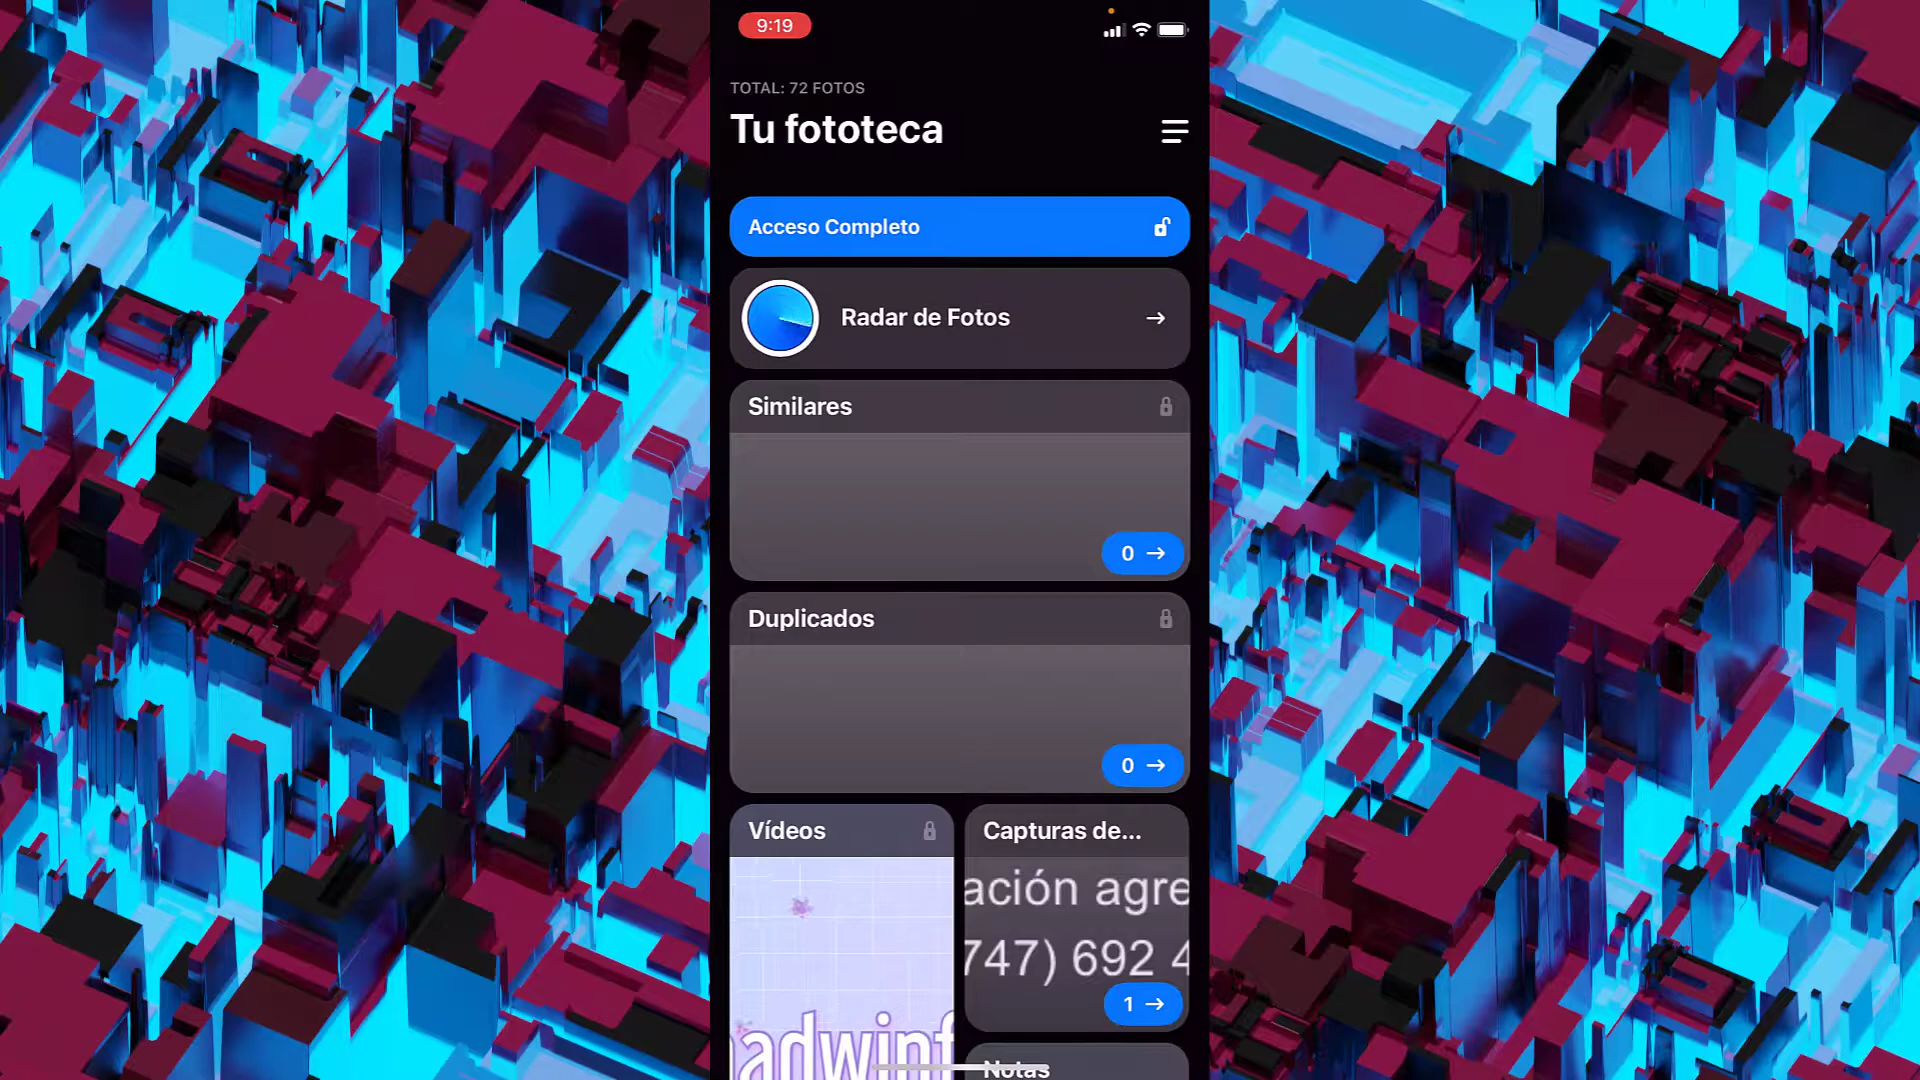 9:19
TOTAL: 72 FOTOS
Tu fototeca
Acceso Completo
Radar de Fotos
Similares
0
Duplicados
0
Vídeos
Capturas de...
ación agre
747) 692 4
1
adwinf
Notas